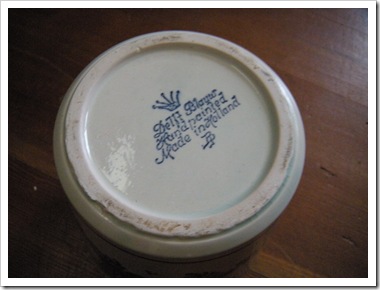 Delft Blauw
Hand painted
Made in Holland